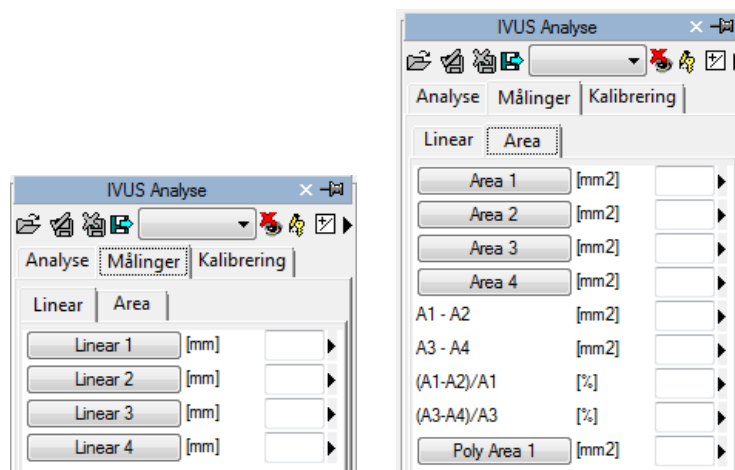 IVUS Analyse
Analyse Målinger Kalibrering
Linear Area
Linear 1 [mm]
Linear 2 [mm]
Linear 3 [mm]
Linear 4 [mm]
IVUS Analyse
Analyse Målinger Kalibrering
Linear Area
Area 1 [mm2]
Area 2 [mm2]
Area 3 [mm2]
Area 4 [mm2]
A1 - A2 [mm2]
A3 - A4 [mm2]
(A1-A2)/A1 [%]
(A3-A4)/A3 [%]
Poly Area 1 [mm2]